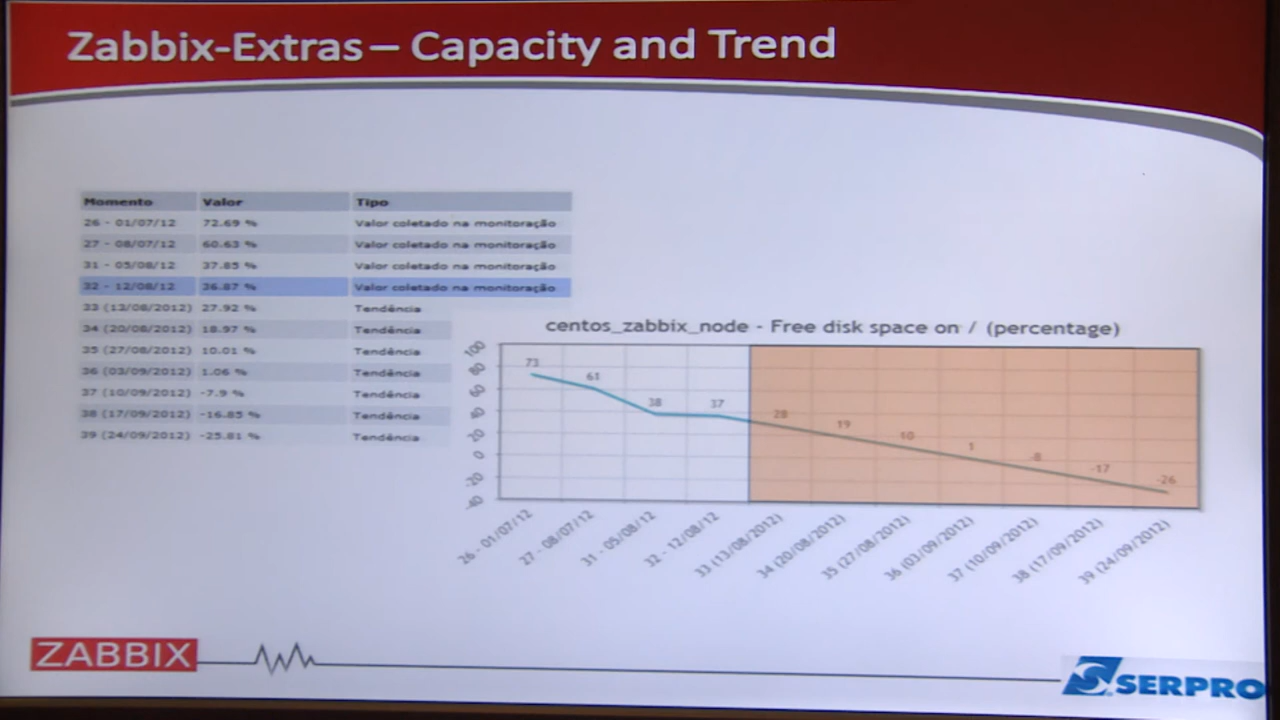 Zabbix-Extras – Capacity and Trend
Momento Valor Tipo
26 - 01/07/12 72.69 % Valor coletado na monitoração
27 - 08/07/12 60.63 % Valor coletado na monitoração
31 - 05/08/12 37.85 % Valor coletado na monitoração
32 - 12/08/12 36.87 % Valor coletado na monitoração
33 (13/08/2012) 27.92 % Tendência
34 (20/08/2012) 18.97 % Tendência
35 (27/08/2012) 10.01 % Tendência
36 (03/09/2012) 1.06 % Tendência
37 (10/09/2012) -7.9 % Tendência
38 (17/09/2012) -16.85 % Tendência
39 (24/09/2012) -25.81 % Tendência
centos_zabbix_node - Free disk space on / (percentage)
100
80
60
40
20
0
-20
-40
73 61 38 37 28 19 10 1 -8 -17 -26
26 - 01/07/12
27 - 08/07/12
31 - 05/08/12
32 - 12/08/12
33 (13/08/2012)
34 (20/08/2012)
35 (27/08/2012)
36 (03/09/2012)
37 (10/09/2012)
38 (17/09/2012)
39 (24/09/2012)
ZABBIX
SERPRO